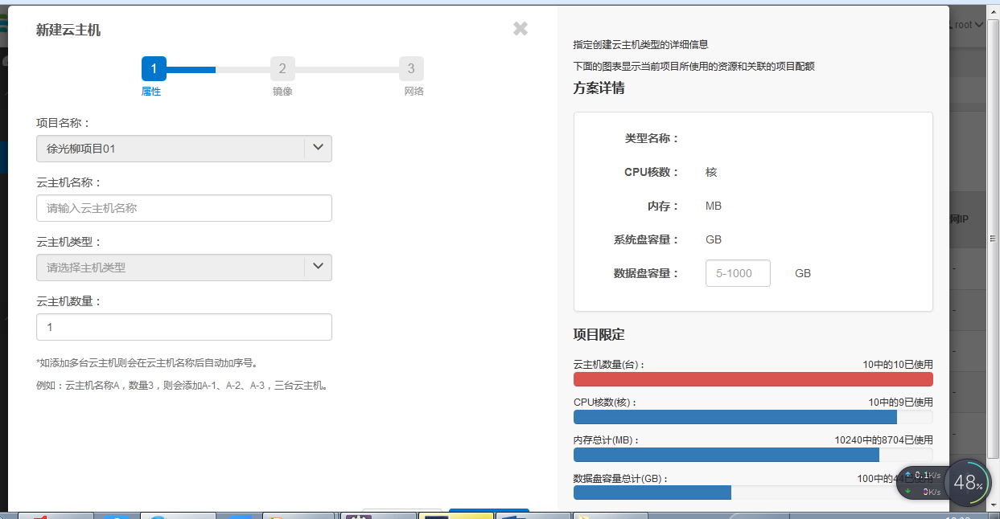 新建云主机
1
2
3
属性
镜像
网络
项目名称：
徐光柳项目01
云主机名称：
请输入云主机名称
云主机类型：
请选择主机类型
云主机数量：
1
*如添加多台云主机则会在云主机名称后自动加序号。
例如：云主机名称A，数量3，则会添加A-1、A-2、A-3，三台云主机。
指定创建云主机类型的详细信息
下面的图表显示当前项目所使用的资源和关联的项目配额
方案详情
类型名称：
CPU核数： 核
内存： MB
系统盘容量： GB
数据盘容量： 5-1000 GB
项目限定
云主机数量(台)： 10中的10已使用
CPU核数(核)： 10中的9已使用
内存总计(MB)： 10240中的8704已使用
数据盘容量总计(GB)： 100中的44已使用
root
网IP
0.1K/s
0K/s
48%